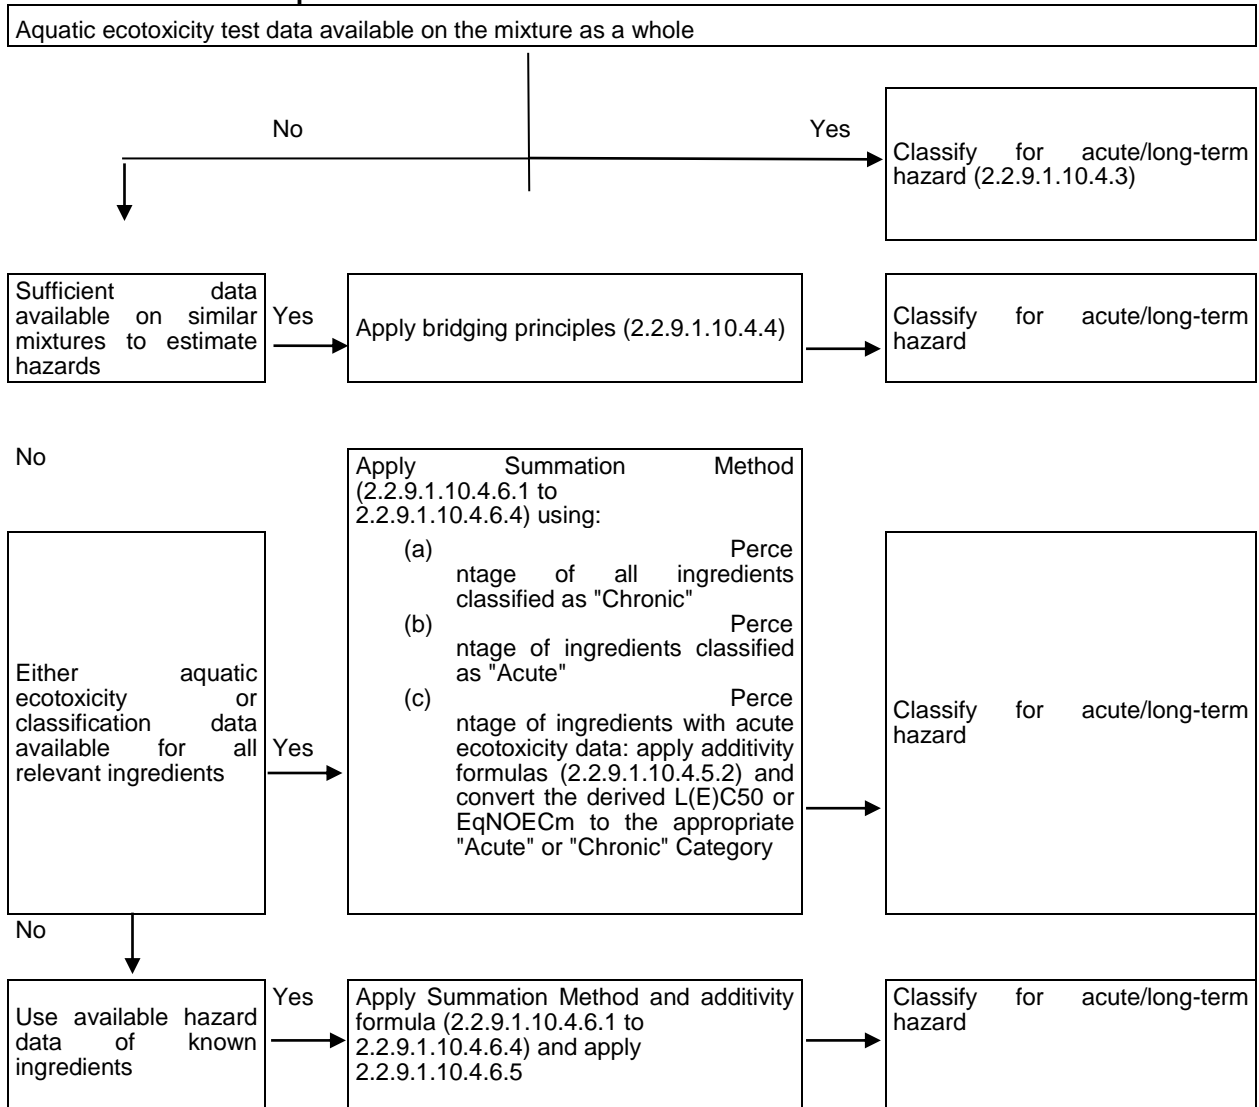 Aquatic ecotoxicity test data available on the mixture as a whole
No
Yes
Classify for acute/long-term
hazard (2.2.9.1.10.4.3)
Sufficient data
available on similar
mixtures to estimate
hazards
Yes
Apply bridging principles (2.2.9.1.10.4.4)
Classify for acute/long-term
hazard
No
Either aquatic
ecotoxicity or
classification data
available for all
relevant ingredients
Yes
Apply Summation Method
(2.2.9.1.10.4.6.1 to
2.2.9.1.10.4.6.4) using:
(a) Perce
ntage of all ingredients
classified as "Chronic"
(b) Perce
ntage of ingredients classified
as "Acute"
(c) Perce
ntage of ingredients with acute
ecotoxicity data: apply additivity
formulas (2.2.9.1.10.4.5.2) and
convert the derived L(E)C50 or
EqNOECm to the appropriate
"Acute" or "Chronic" Category
Classify for acute/long-term
hazard
No
Use available hazard
data of known
ingredients
Yes
Apply Summation Method and additivity
formula (2.2.9.1.10.4.6.1 to
2.2.9.1.10.4.6.4) and apply
2.2.9.1.10.4.6.5
Classify for acute/long-term
hazard